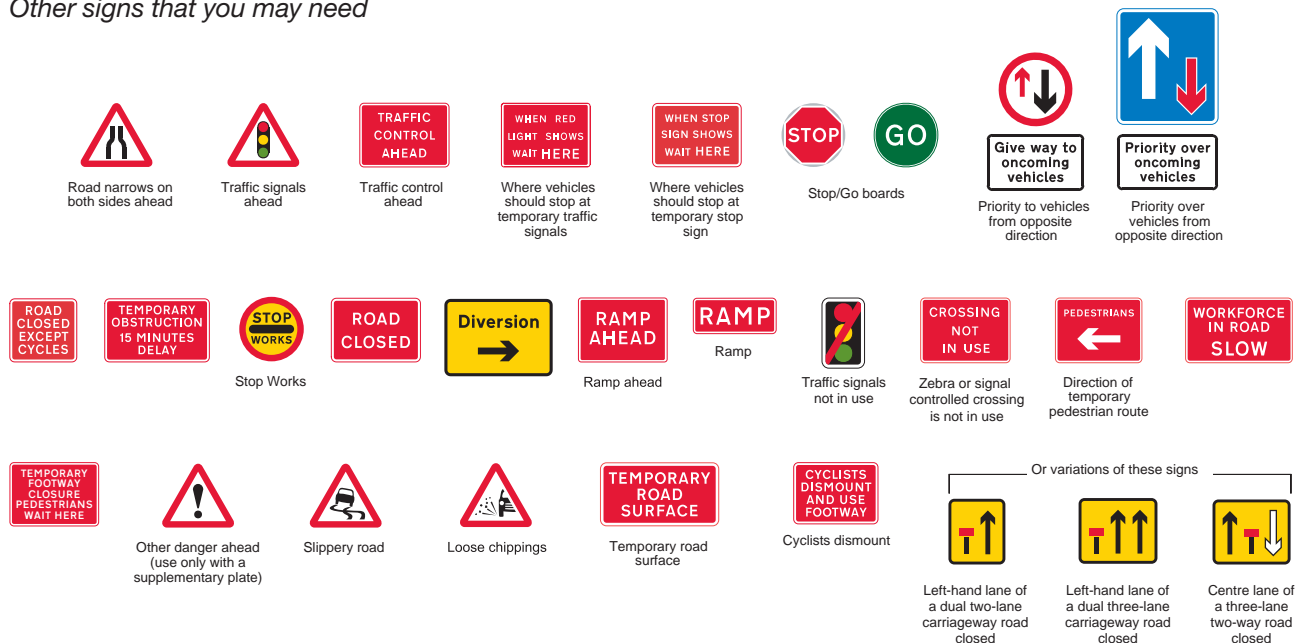 Other signs that you may need
TRAFFIC
CONTROL
AHEAD
WHEN RED
LIGHT SHOWS
WAIT HERE
WHEN STOP
SIGN SHOWS
WAIT HERE
STOP
GO
Give way to
oncoming
vehicles
Priority over
oncoming
vehicles
Road narrows on
both sides ahead
Traffic signals
ahead
Traffic control
ahead
Where vehicles
should stop at
temporary traffic
signals
Where vehicles
should stop at
temporary stop
sign
Stop/Go boards
Priority to vehicles
from opposite
direction
Priority over
vehicles from
opposite direction
ROAD
CLOSED
EXCEPT
CYCLES
TEMPORARY
OBSTRUCTION
15 MINUTES
DELAY
STOP
WORKS
ROAD
CLOSED
Diversion
RAMP
AHEAD
RAMP
CROSSING
NOT
IN USE
PEDESTRIANS
WORKFORCE
IN ROAD
SLOW
Stop Works
Ramp ahead
Ramp
Traffic signals
not in use
Zebra or signal
controlled crossing
is not in use
Direction of
temporary
pedestrian route
TEMPORARY
FOOTWAY
CLOSURE
PEDESTRIANS
WAIT HERE
!
TEMPORARY
ROAD
SURFACE
CYCLISTS
DISMOUNT
AND USE
FOOTWAY
Or variations of these signs
Other danger ahead
(use only with a
supplementary plate)
Slippery road
Loose chippings
Temporary road
surface
Cyclists dismount
Left-hand lane of
a dual two-lane
carriageway road
closed
Left-hand lane of
a dual three-lane
carriageway road
closed
Centre lane of
a three-lane
two-way road
closed